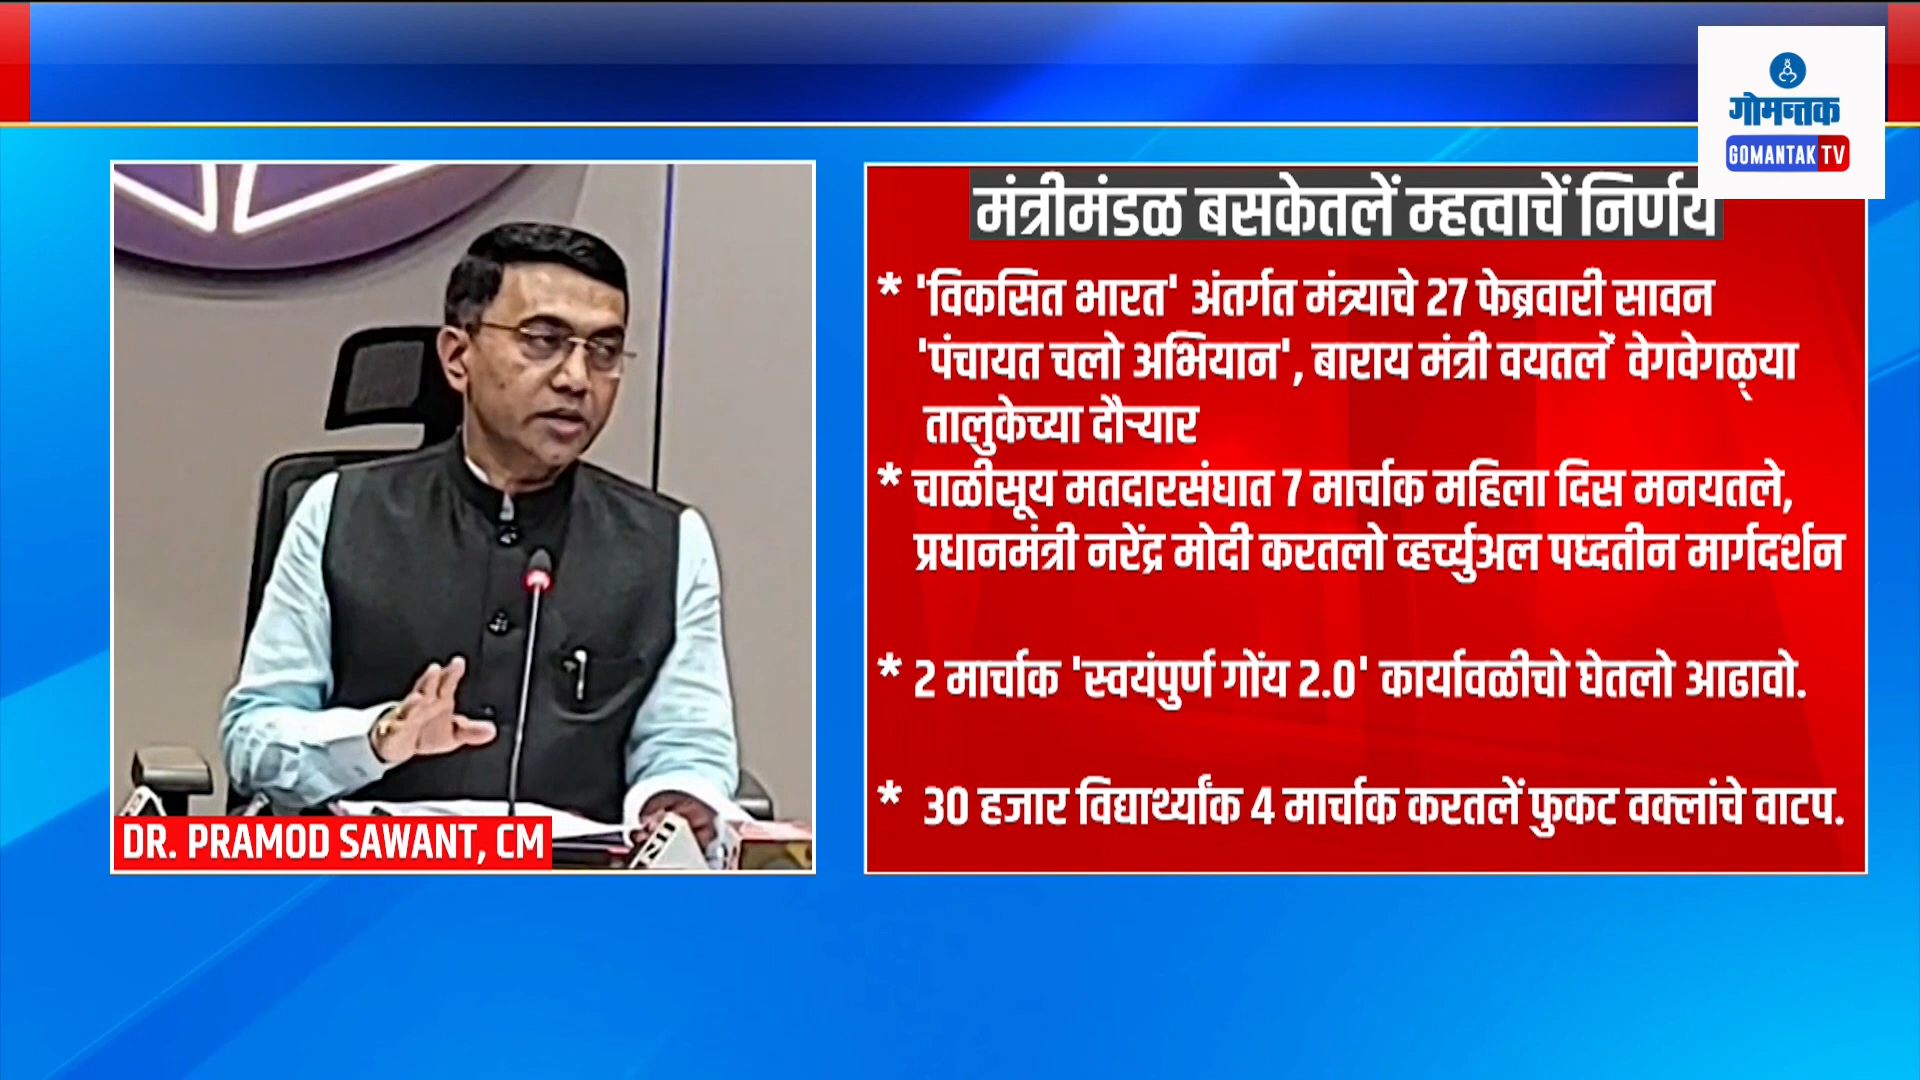 गोमन्तक
GOMANTAK TV
मंत्रीमंडळ बसकेतलें म्हत्वाचें निर्णय
* 'विकसित भारत' अंतर्गत मंत्र्याचे 27 फेब्रवारी सावन
'पंचायत चलो अभियान', बाराय मंत्री वयतलेँ वेगवेगळ्या
तालुकेच्या दौऱ्यार
* चाळीसूय मतदारसंघात 7 मार्चाक महिला दिस मनयतले,
प्रधानमंत्री नरेंद्र मोदी करतलो व्हर्च्युअल पध्दतीन मार्गदर्शन
* 2 मार्चाक 'स्वयंपुर्ण गोंय 2.0' कार्यावळीचो घेतलो आढावो.
* 30 हजार विद्यार्थ्यांक 4 मार्चाक करतलें फुकट वक्लांचे वाटप.
DR. PRAMOD SAWANT, CM